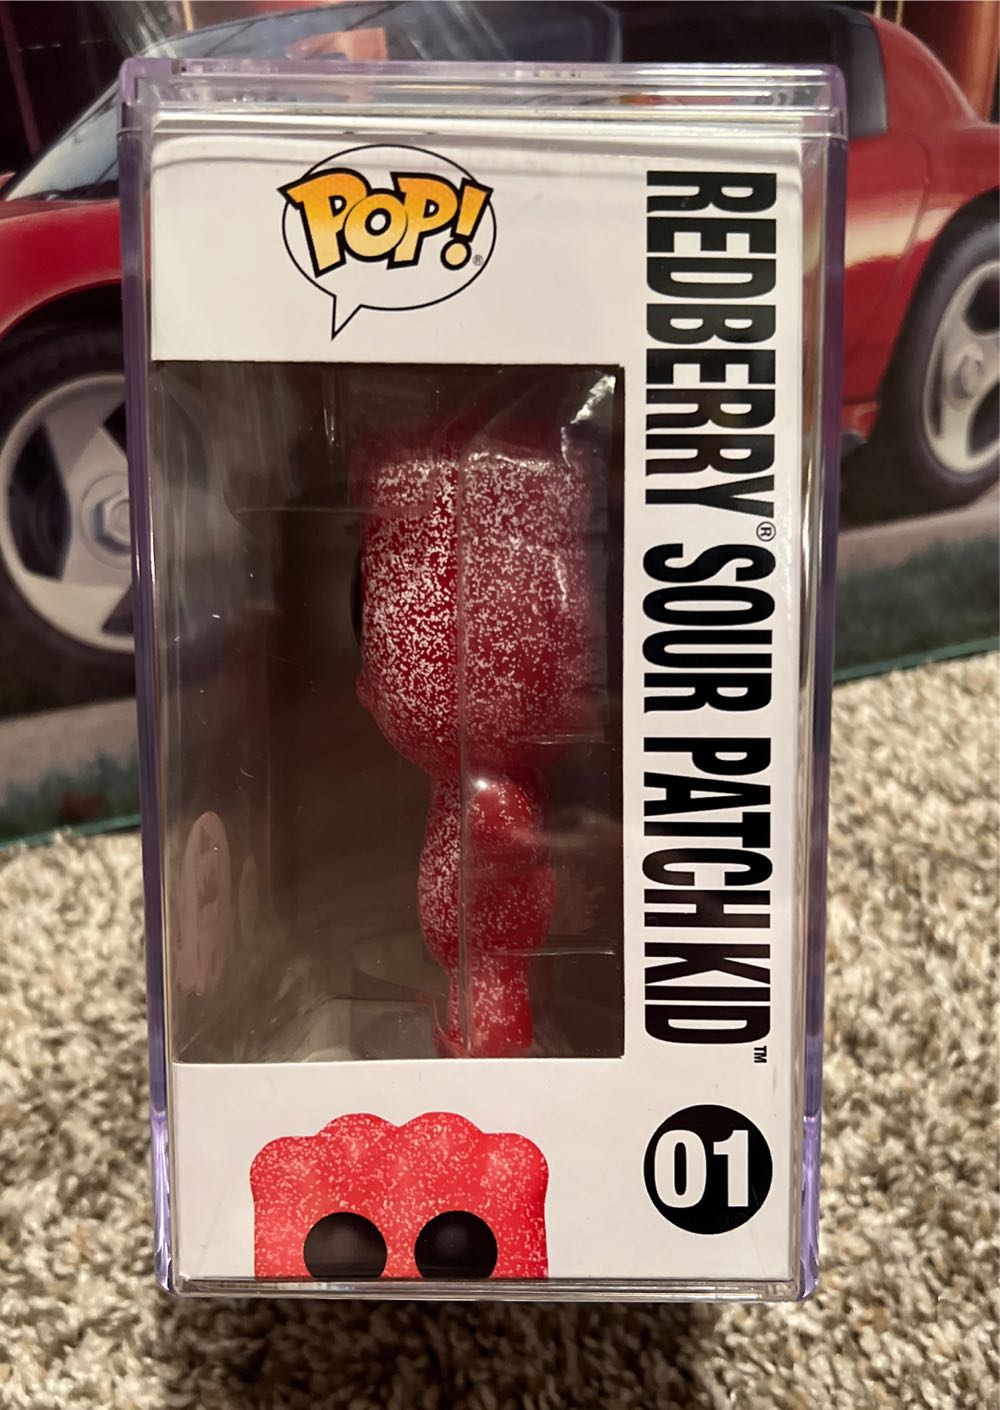 POP!®
REDBERRY® SOUR PATCH KID™
01